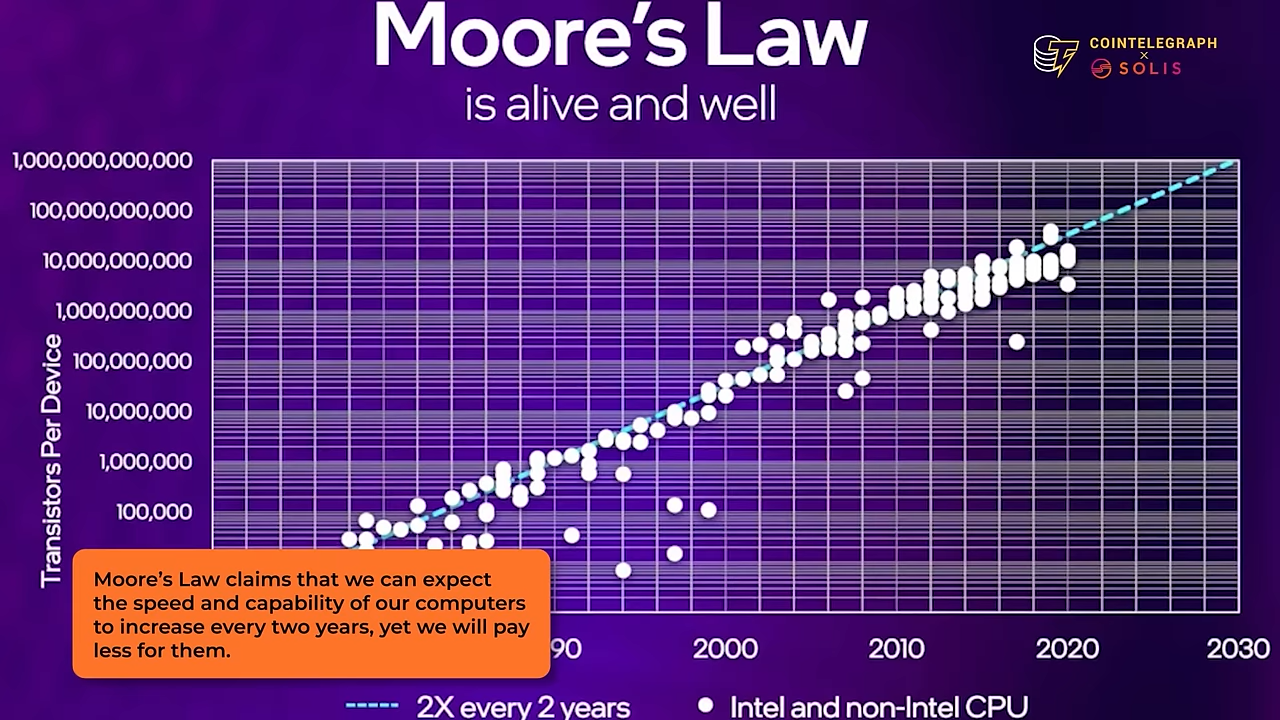 Moore's Law
is alive and well
COINTELEGRAPH
×
SOLIS
1,000,000,000,000
100,000,000,000
10,000,000,000
1,000,000,000
100,000,000
10,000,000
1,000,000
100,000
Transistors Per Device
Moore's Law claims that we can expect
the speed and capability of our computers
to increase every two years, yet we will pay
less for them.
90 2000 2010 2020 2030
2X every 2 years Intel and non-Intel CPU